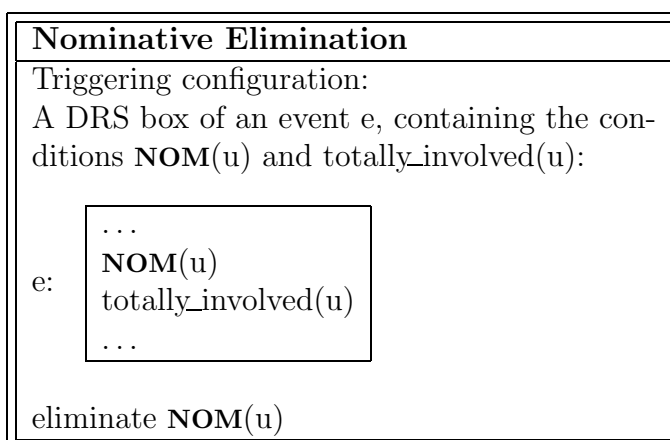 Nominative Elimination
Triggering configuration:
A DRS box of an event e, containing the con-
ditions NOM(u) and totally_involved(u):
. . .
NOM(u)
e:
totally_involved(u)
. . .
eliminate NOM(u)